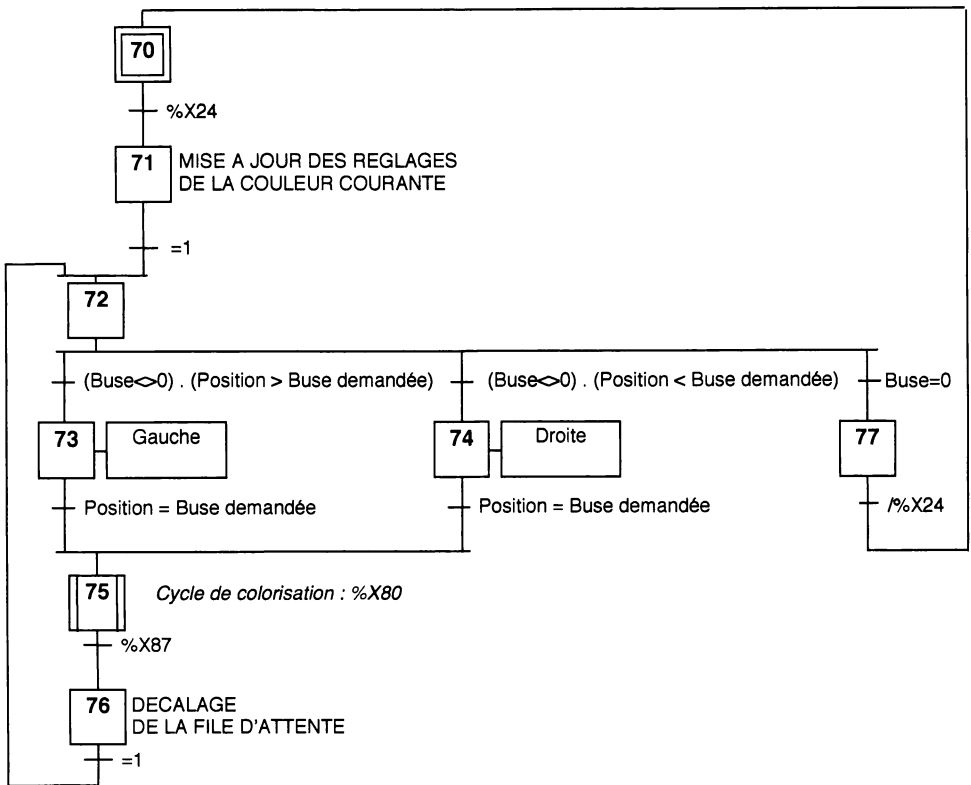 70
%X24
71 MISE A JOUR DES REGLAGES
DE LA COULEUR COURANTE
=1
72
(Buse<>0) . (Position > Buse demandée) (Buse<>0) . (Position < Buse demandée) Buse=0
73 Gauche 74 Droite 77
Position = Buse demandée Position = Buse demandée /%X24
75 Cycle de colorisation : %X80
%X87
76 DECALAGE
DE LA FILE D'ATTENTE
=1